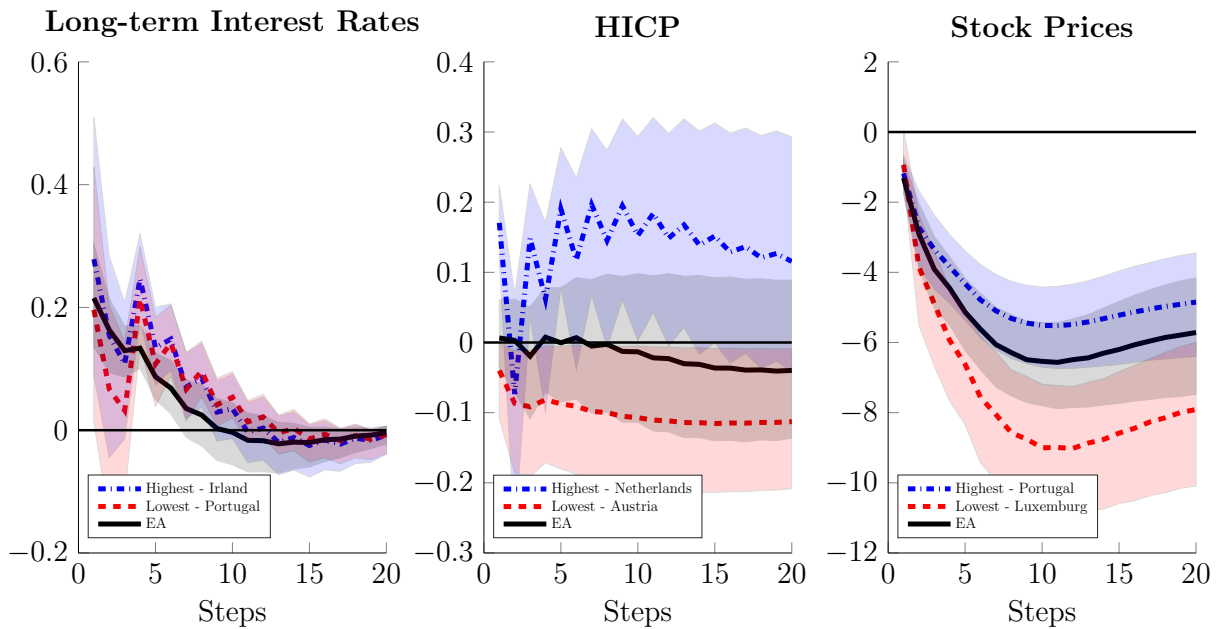 Long-term Interest Rates
0.6
0.4
0.2
0
−0.2
0
5
10
15
20
Steps
Highest - Irland
Lowest - Portugal
EA
HICP
0.4
0.3
0.2
0.1
0
−0.1
−0.2
−0.3
0
5
10
15
20
Steps
Highest - Netherlands
Lowest - Austria
EA
Stock Prices
2
0
−2
−4
−6
−8
−10
−12
0
5
10
15
20
Steps
Highest - Portugal
Lowest - Luxemburg
EA